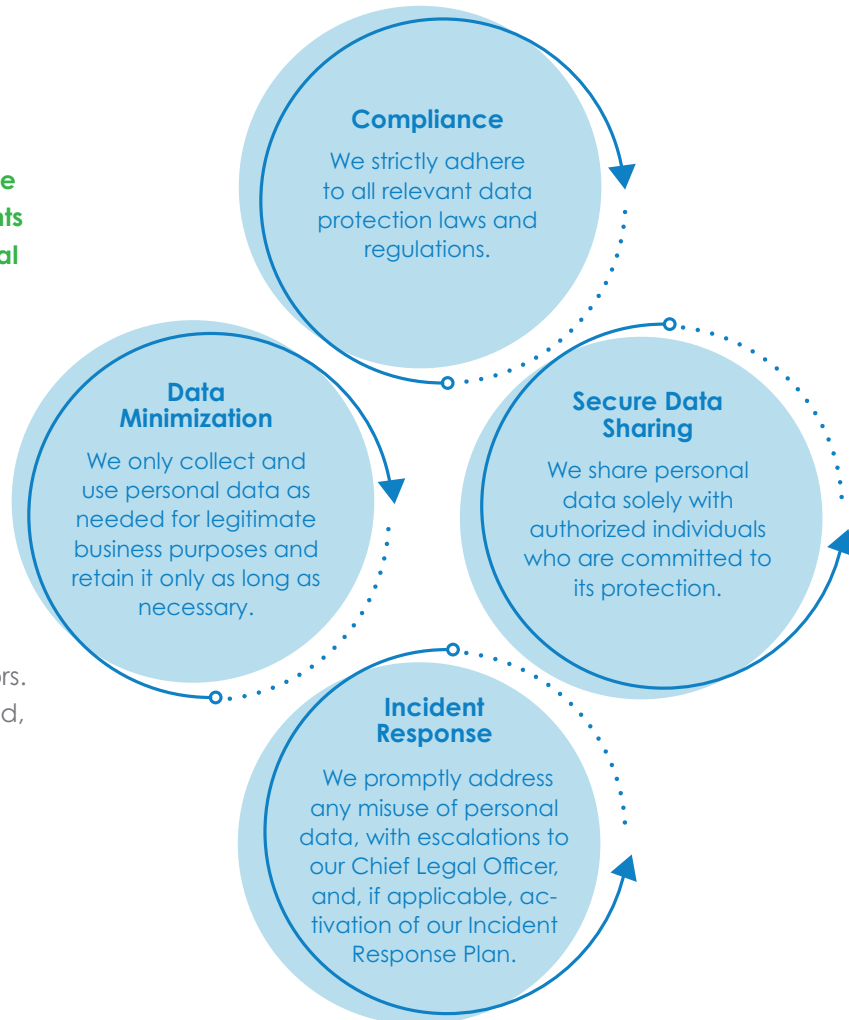 Compliance
We strictly adhere
to all relevant data
protection laws and
regulations.
e
nts
al
Data
Minimization
We only collect and
use personal data as
needed for legitimate
business purposes and
retain it only as long as
necessary.
Secure Data
Sharing
We share personal
data solely with
authorized individuals
who are committed to
its protection.
rs.
d,
Incident
Response
We promptly address
any misuse of personal
data, with escalations to
our Chief Legal Officer,
and, if applicable, ac-
tivation of our Incident
Response Plan.